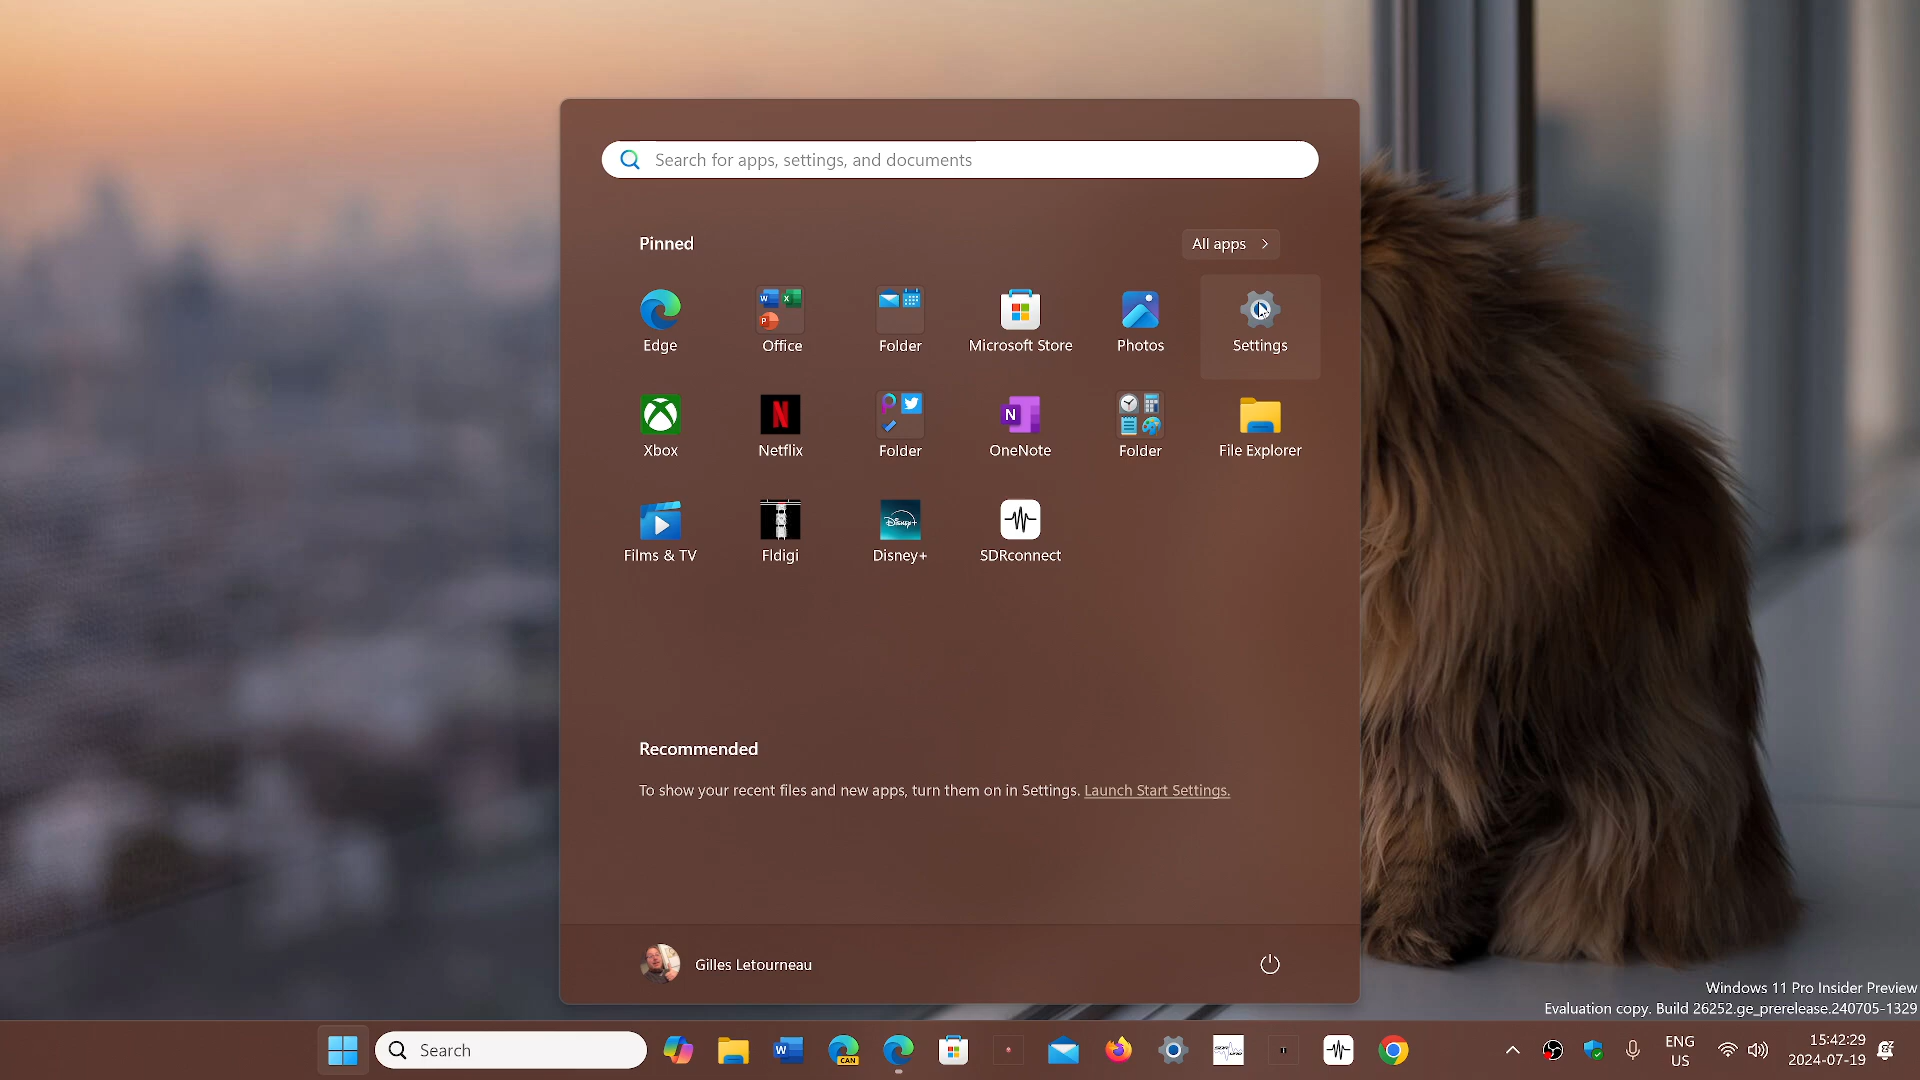 Search for apps, settings, and documents
Pinned
All apps
Edge
Office
Folder
Microsoft Store
Photos
Settings
Xbox
Netflix
Folder
OneNote
Folder
File Explorer
Films & TV
Fldigi
Disney+
SDRconnect
Recommended
To show your recent files and new apps, turn them on in Settings. Launch Start Settings.
Gilles Letourneau
Windows 11 Pro Insider Preview
Evaluation copy. Build 26252.ge_prerelease.240705-1329
Search
CAN
ENG
US
15:42:29
2024-07-19